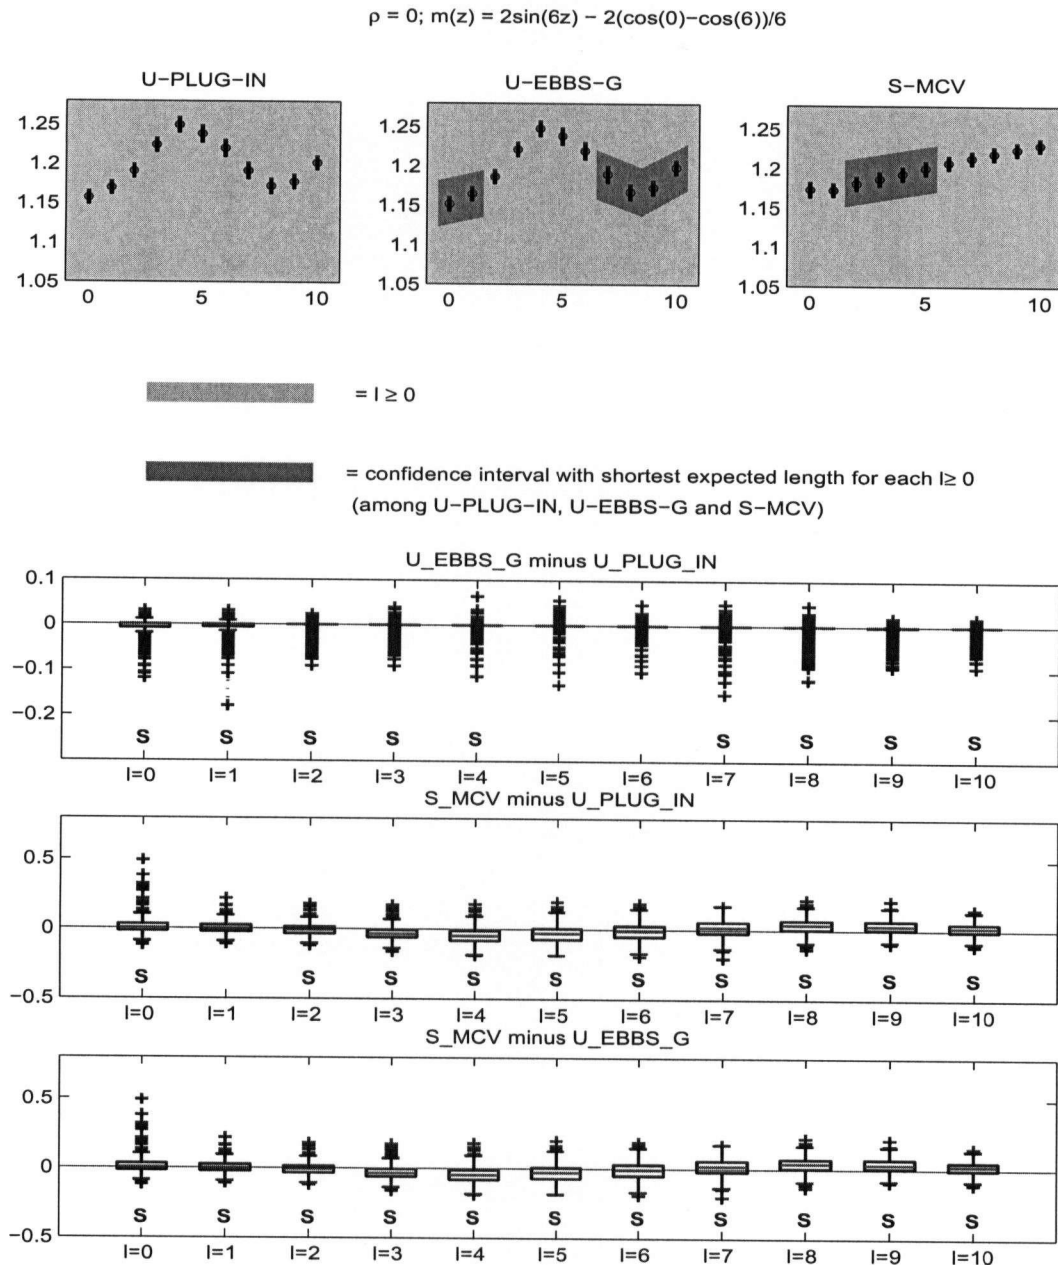 ρ = 0; m(z) = 2sin(6z) − 2(cos(0)−cos(6))/6
U−PLUG−IN
U−EBBS−G
S−MCV
1.25
1.2
1.15
1.1
1.05
0
5
10
1.25
1.2
1.15
1.1
1.05
0
5
10
1.25
1.2
1.15
1.1
1.05
0
5
10
= l ≥ 0
= confidence interval with shortest expected length for each l≥ 0
(among U−PLUG−IN, U−EBBS−G and S−MCV)
U_EBBS_G minus U_PLUG_IN
0.1
0
−0.1
−0.2
S S S S S S S S S
l=0 l=1 l=2 l=3 l=4 l=5 l=6 l=7 l=8 l=9 l=10
S_MCV minus U_PLUG_IN
0.5
0
−0.5
S S S S S S S S S S
l=0 l=1 l=2 l=3 l=4 l=5 l=6 l=7 l=8 l=9 l=10
S_MCV minus U_EBBS_G
0.5
0
−0.5
S S S S S S S S S S S
l=0 l=1 l=2 l=3 l=4 l=5 l=6 l=7 l=8 l=9 l=10